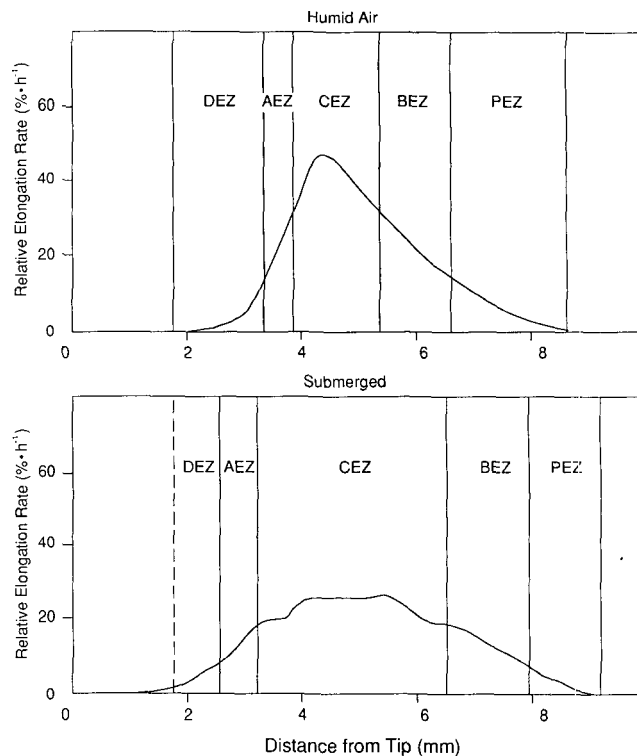 Humid Air
Relative Elongation Rate (%•h⁻¹)
60
40
20
0
DEZ AEZ CEZ BEZ PEZ
0 2 4 6 8
Submerged
Relative Elongation Rate (%•h⁻¹)
60
40
20
0
DEZ AEZ CEZ BEZ PEZ
0 2 4 6 8
Distance from Tip (mm)